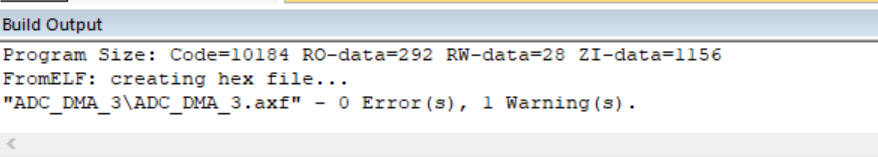 Build Output
Program Size: Code=10184 RO-data=292 RW-data=28 ZI-data=1156
FromELF: creating hex file...
"ADC_DMA_3\ADC_DMA_3.axf" - 0 Error(s), 1 Warning(s).